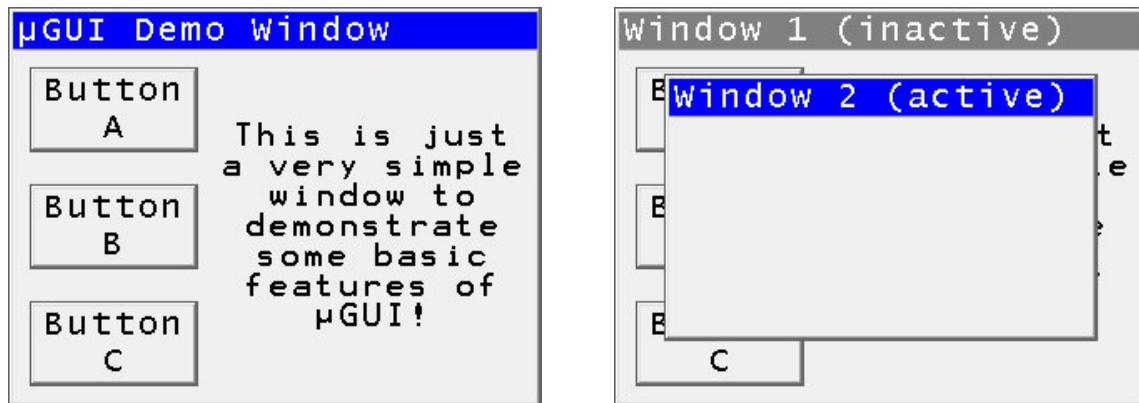 µGUI Demo Window
Button
A
Button
B
Button
C
This is just
a very simple
window to
demonstrate
some basic
features of
µGUI!
Window 1 (inactive)
Window 2 (active)
B
t
e
B
e
B
C